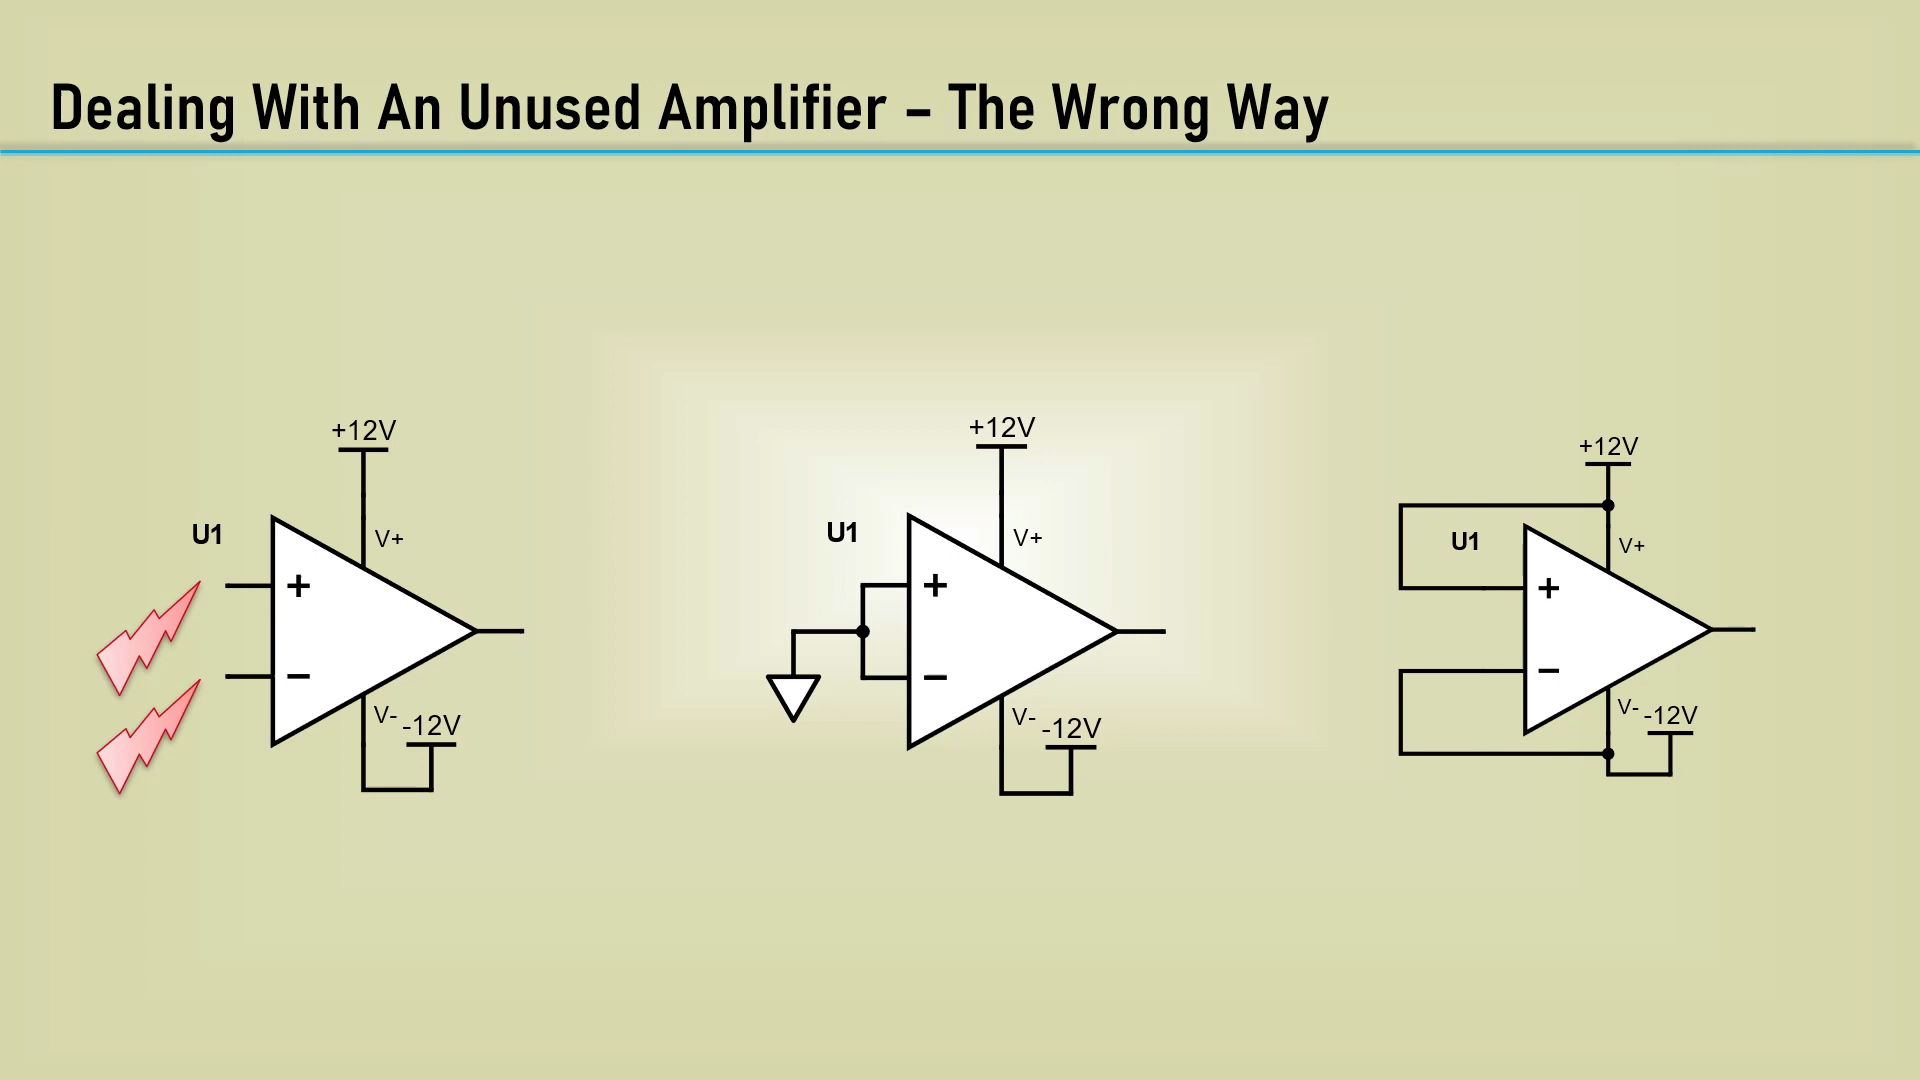 Dealing With An Unused Amplifier – The Wrong Way
+12V
U1
V+
+
−
V-
-12V
+12V
U1
V+
+
−
V-
-12V
+12V
U1
V+
+
−
V-
-12V